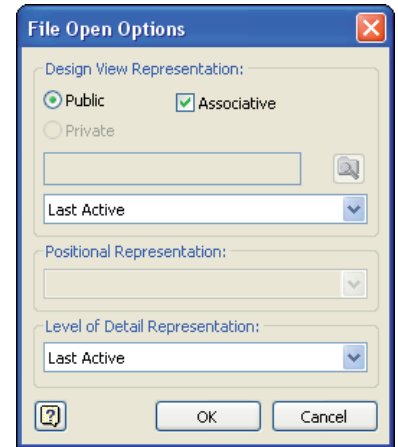 File Open Options
Design View Representation:
Public
Associative
Private
Last Active
Positional Representation:
Level of Detail Representation:
Last Active
OK
Cancel